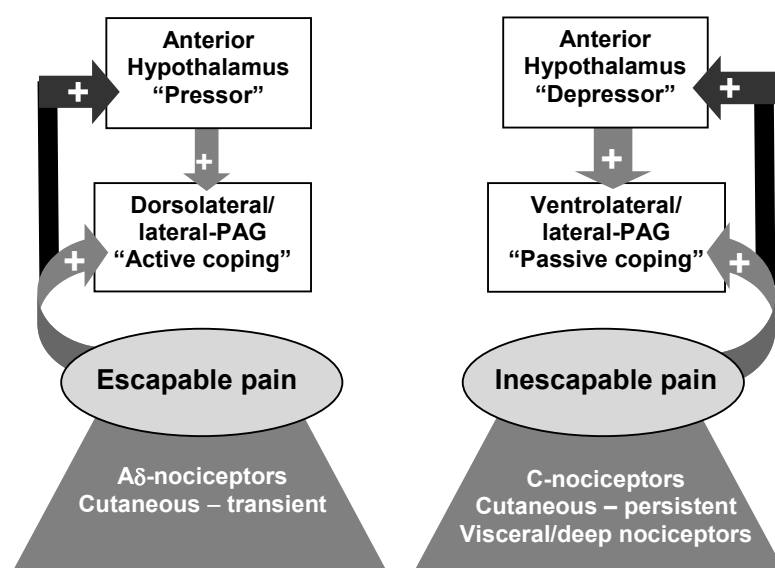 Anterior
Hypothalamus
“Pressor”
+
+
Dorsolateral/
lateral-PAG
“Active coping”
+
Escapable pain
Aδ-nociceptors
Cutaneous – transient
Anterior
Hypothalamus
“Depressor”
+
+
Ventrolateral/
lateral-PAG
“Passive coping”
+
Inescapable pain
C-nociceptors
Cutaneous – persistent
Visceral/deep nociceptors